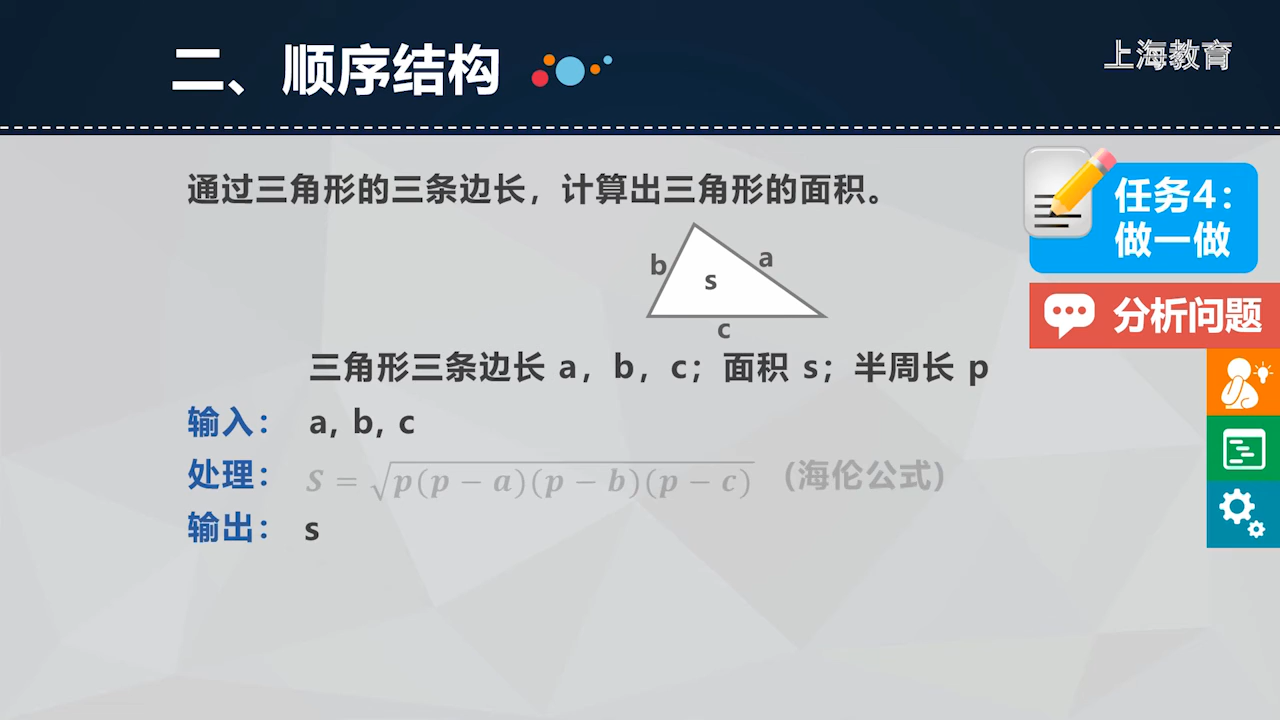 二、顺序结构
上海教育
通过三角形的三条边长，计算出三角形的面积。
任务4：
做一做
b
a
s
c
分析问题
三角形三条边长 a，b，c；面积 s；半周长 p
输入： a, b, c
处理： S = √p(p − a)(p − b)(p − c) （海伦公式）
输出： s